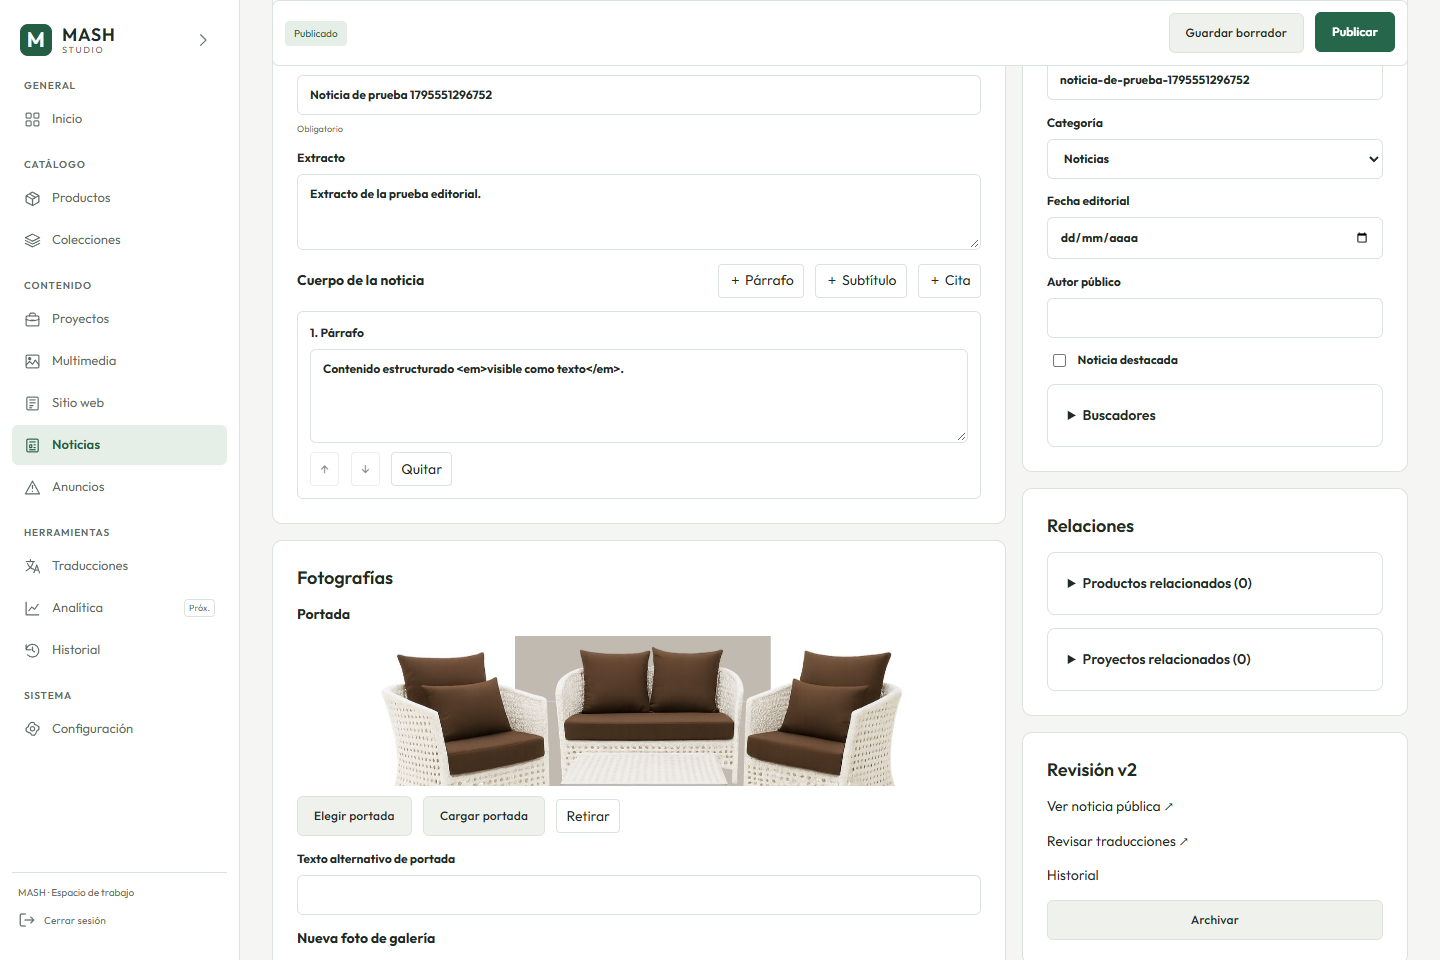 M
MASH
STUDIO
GENERAL
Inicio
CATÁLOGO
Productos
Colecciones
CONTENIDO
Proyectos
Multimedia
Sitio web
Noticias
Anuncios
HERRAMIENTAS
Traducciones
Analítica
Próx.
Historial
SISTEMA
Configuración
MASH · Espacio de trabajo
Cerrar sesión
Publicado
Guardar borrador
Publicar
Noticia de prueba 1795551296752
Obligatorio
Extracto
Extracto de la prueba editorial.
Cuerpo de la noticia
+ Párrafo
+ Subtítulo
+ Cita
1. Párrafo
Contenido estructurado <em>visible como texto</em>.
↑
↓
Quitar
Fotografías
Portada
Elegir portada
Cargar portada
Retirar
Texto alternativo de portada
Nueva foto de galería
noticia-de-prueba-1795551296752
Categoría
Noticias
Fecha editorial
dd/mm/aaaa
Autor público
Noticia destacada
▶ Buscadores
Relaciones
▶ Productos relacionados (0)
▶ Proyectos relacionados (0)
Revisión v2
Ver noticia pública ↗
Revisar traducciones ↗
Historial
Archivar